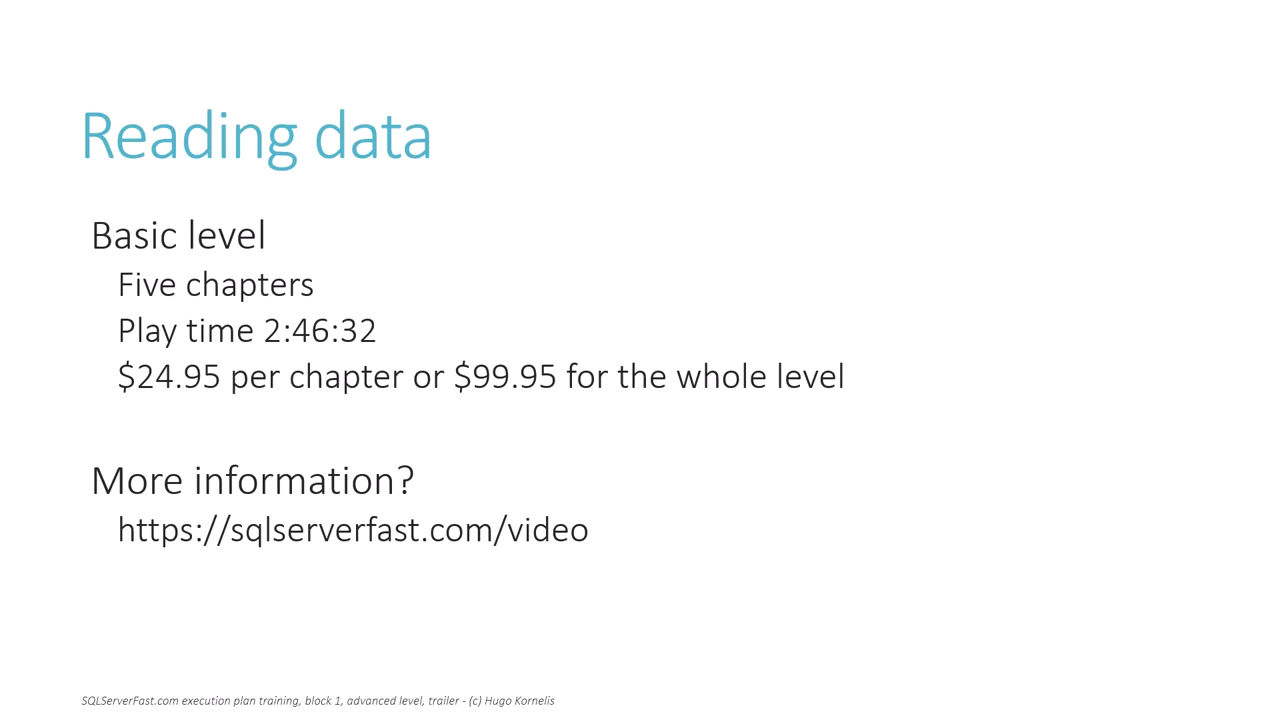 Reading data
Basic level
Five chapters
Play time 2:46:32
$24.95 per chapter or $99.95 for the whole level
More information?
https://sqlserverfast.com/video
SQLServerFast.com execution plan training, block 1, advanced level, trailer - (c) Hugo Kornelis